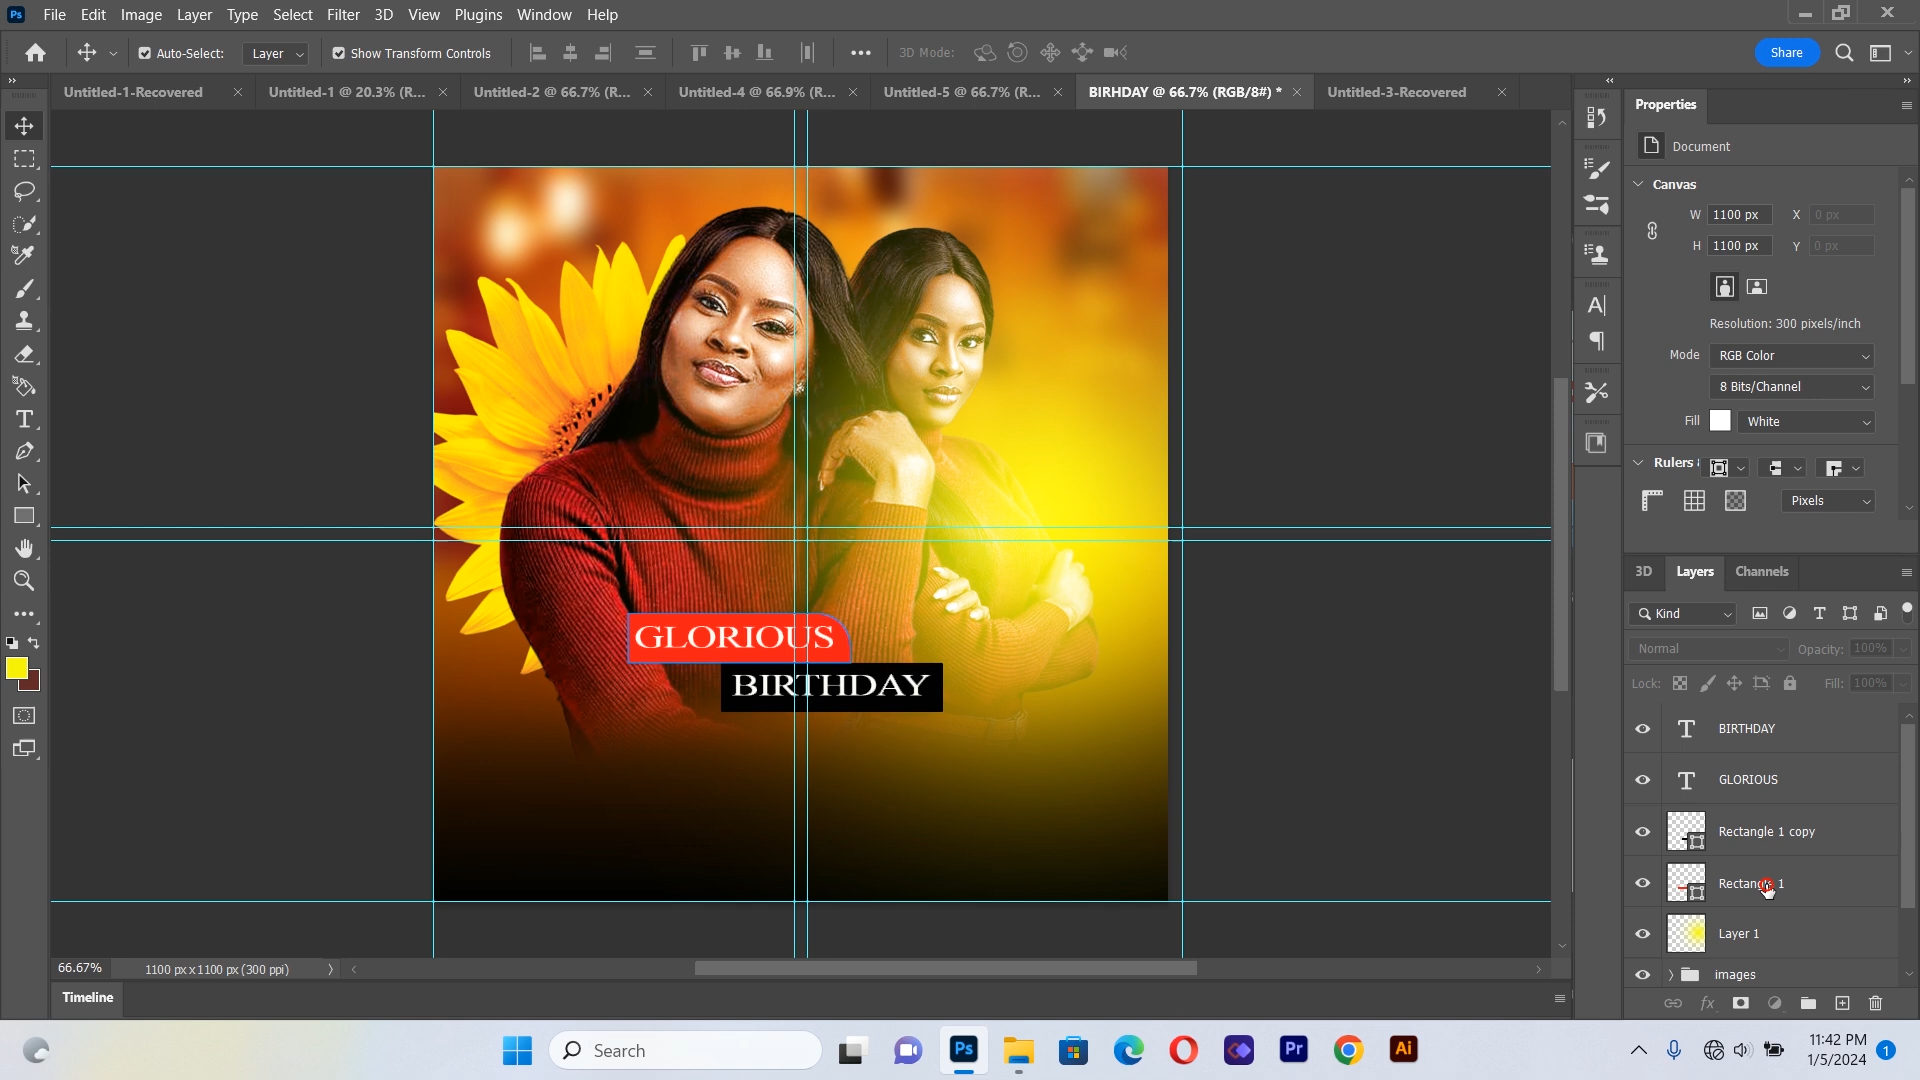 File Edit Image Layer Type Select Filter 3D View Plugins Window Help
Auto-Select: Layer Show Transform Controls 3D Mode: Share
Untitled-1-Recovered Untitled-1 @ 20.3% (R... Untitled-2 @ 66.7% (R... Untitled-4 @ 66.9% (R... Untitled-5 @ 66.7% (R... BIRHDAY @ 66.7% (RGB/8#) * Untitled-3-Recovered
Properties
Document
Canvas
W 1100 px X 0 px
H 1100 px Y 0 px
Resolution: 300 pixels/inch
Mode RGB Color
8 Bits/Channel
Fill White
Rulers
Pixels
3D Layers Channels
Kind
Normal Opacity: 100%
Lock: Fill: 100%
BIRTHDAY
GLORIOUS
Rectangle 1 copy
Rectangle 1
Layer 1
images
GLORIOUS
BIRTHDAY
66.67% 1100 px x 1100 px (300 ppi)
Timeline
Search
Ps
Pr
Ai
11:42 PM
1/5/2024
1